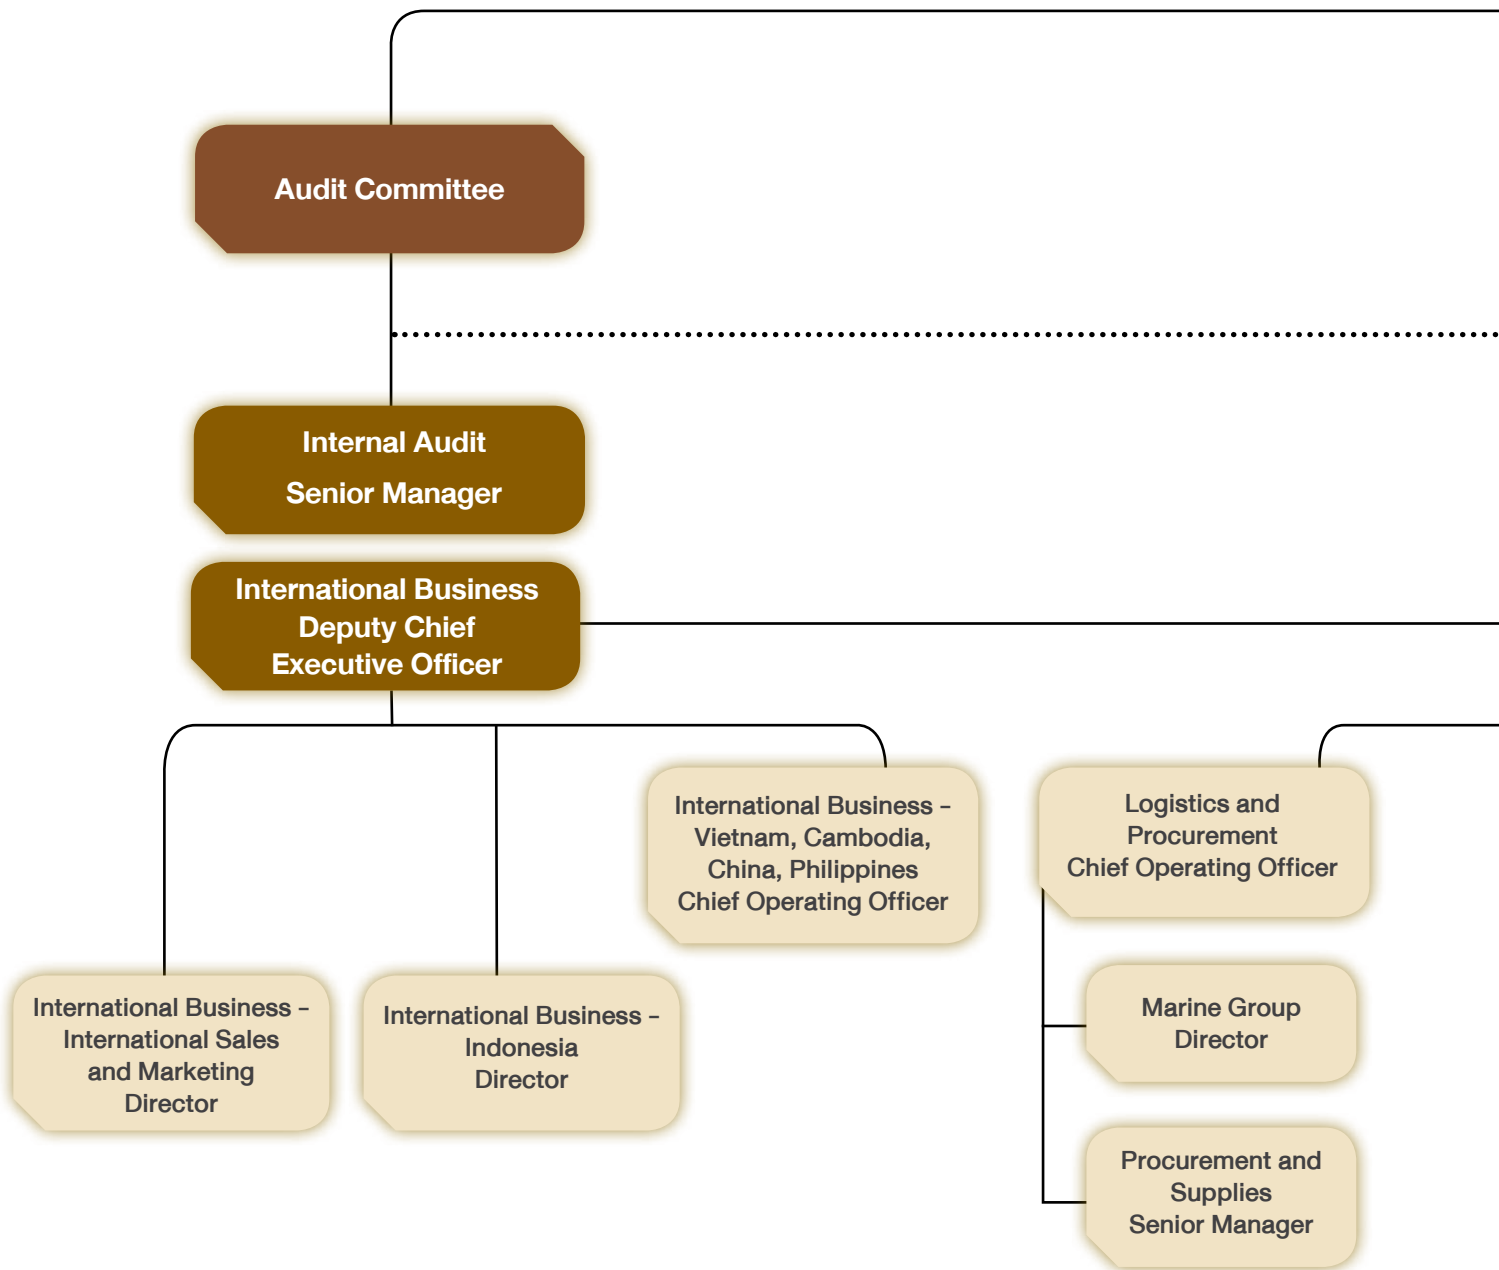 Audit Committee
Internal Audit
Senior Manager
International Business
Deputy Chief
Executive Officer
International Business –
Vietnam, Cambodia,
China, Philippines
Chief Operating Officer
Logistics and
Procurement
Chief Operating Officer
International Business –
International Sales
and Marketing
Director
International Business –
Indonesia
Director
Marine Group
Director
Procurement and
Supplies
Senior Manager